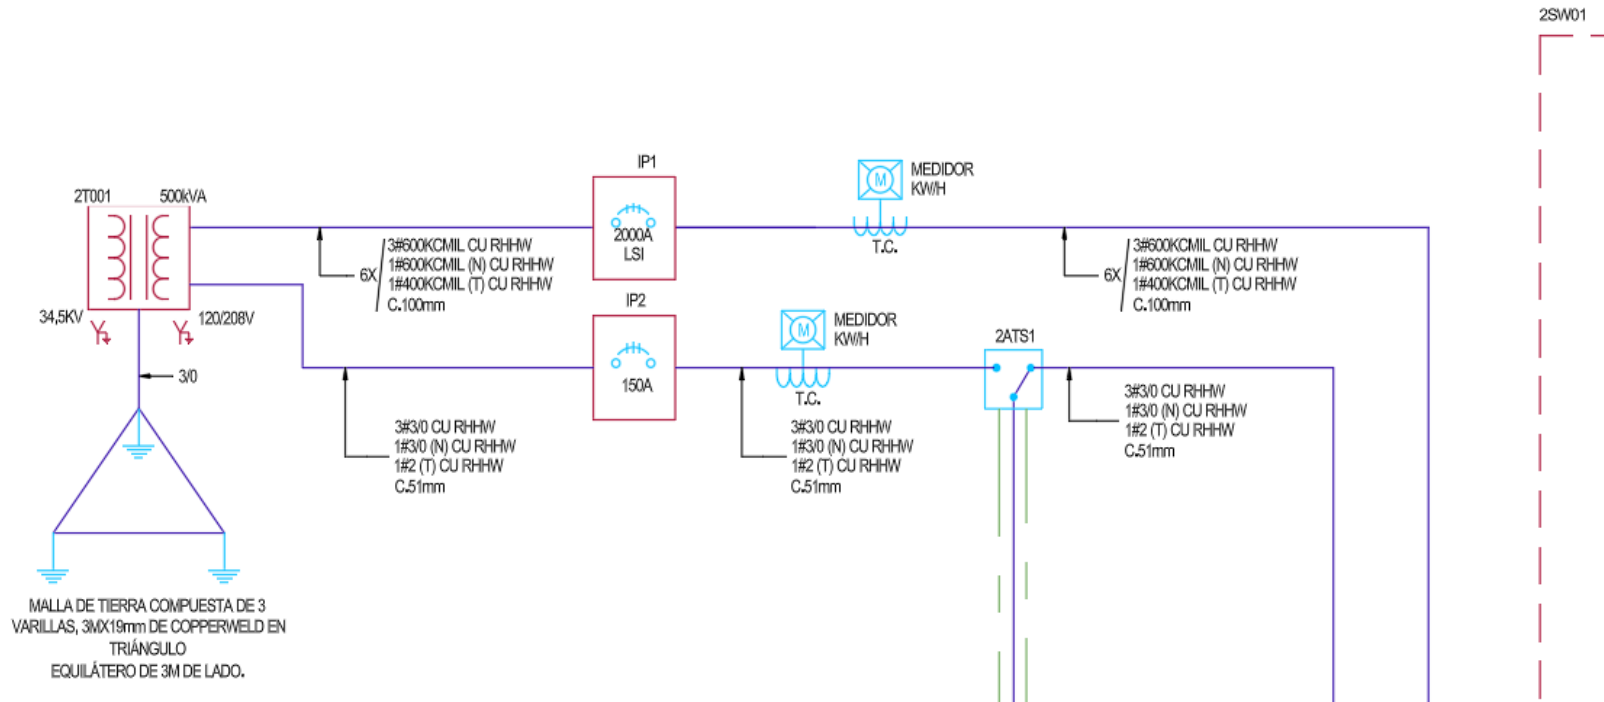 2SW01
IP1
MEDIDOR
KW/H
M
2T001
500kVA
2000A
LSI
T.C.
6X
3#600KCMIL CU RHHW
1#600KCMIL (N) CU RHHW
1#400KCMIL (T) CU RHHW
C.100mm
6X
3#600KCMIL CU RHHW
1#600KCMIL (N) CU RHHW
1#400KCMIL (T) CU RHHW
C.100mm
34,5KV
120/208V
IP2
MEDIDOR
KW/H
M
2ATS1
150A
T.C.
3/0
3#3/0 CU RHHW
1#3/0 (N) CU RHHW
1#2 (T) CU RHHW
C.51mm
3#3/0 CU RHHW
1#3/0 (N) CU RHHW
1#2 (T) CU RHHW
C.51mm
3#3/0 CU RHHW
1#3/0 (N) CU RHHW
1#2 (T) CU RHHW
C.51mm
MALLA DE TIERRA COMPUESTA DE 3
VARILLAS, 3MX19mm DE COPPERWELD EN
TRIÁNGULO
EQUILÁTERO DE 3M DE LADO.